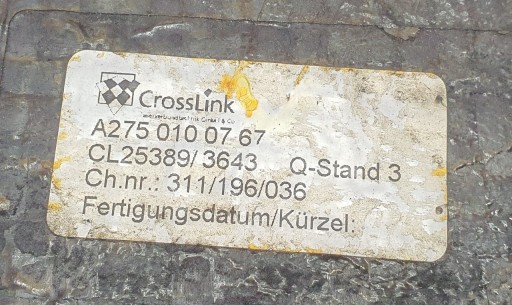 CrossLink
A275 010 07 67
CL25389/3643 Q-Stand 3
Ch.nr.: 311/196/036
Fertigungsdatum/Kürzel: